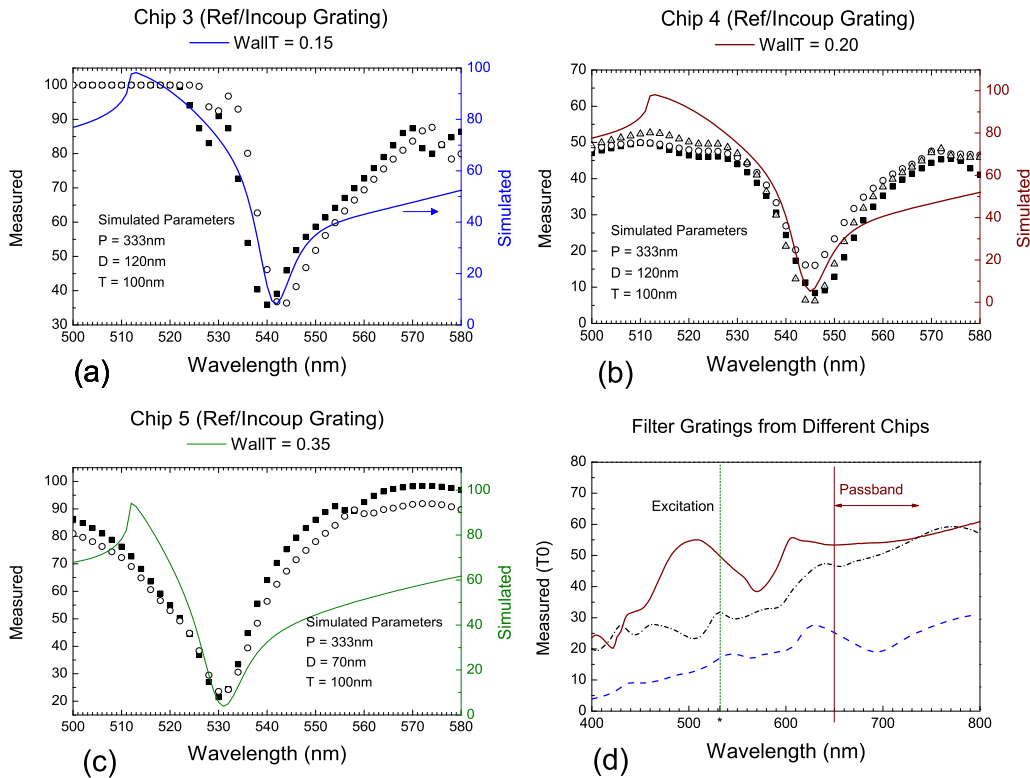 Chip 3 (Ref/Incoup Grating)
WallT = 0.15
100
90
80
70
60
50
40
30
Measured
100
80
60
40
20
0
Simulated
Simulated Parameters
P = 333nm
D = 120nm
T = 100nm
500 510 520 530 540 550 560 570 580
Wavelength (nm)
(a)
Chip 4 (Ref/Incoup Grating)
WallT = 0.20
70
60
50
40
30
20
10
0
Measured
100
80
60
40
20
0
Simulated
Simulated Parameters
P = 333nm
D = 120nm
T = 100nm
500 510 520 530 540 550 560 570 580
Wavelength (nm)
(b)
Chip 5 (Ref/Incoup Grating)
WallT = 0.35
100
90
80
70
60
50
40
30
20
Measured
100
80
60
40
20
0
Simulated
Simulated Parameters
P = 333nm
D = 70nm
T = 100nm
500 510 520 530 540 550 560 570 580
Wavelength (nm)
(c)
Filter Gratings from Different Chips
80
70
60
50
40
30
20
10
0
Measured (T0)
Excitation
Passband
400 500 * 600 700 800
Wavelength (nm)
(d)